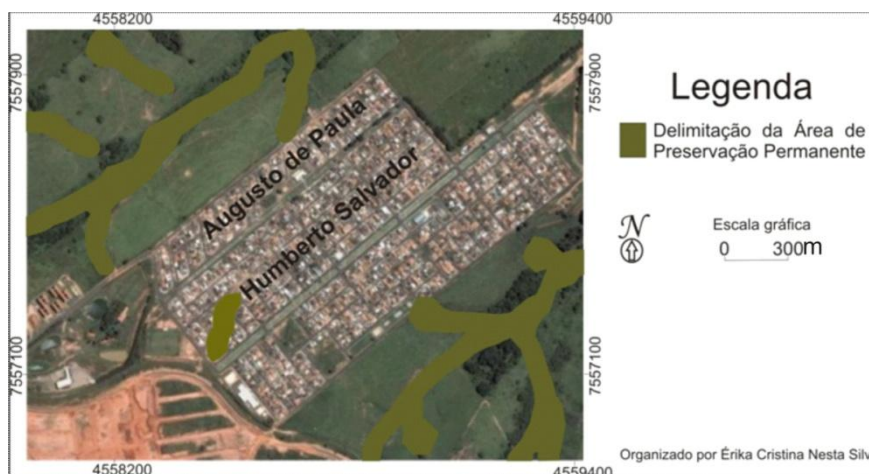 4558200
4559400
7557900
7557900
Augusto de Paula
Humberto Salvador
7557100
7557100
4558200
4559400
Legenda
Delimitação da Área de
Preservação Permanente
N
Escala gráfica
0 300m
Organizado por Érika Cristina Nesta Silv